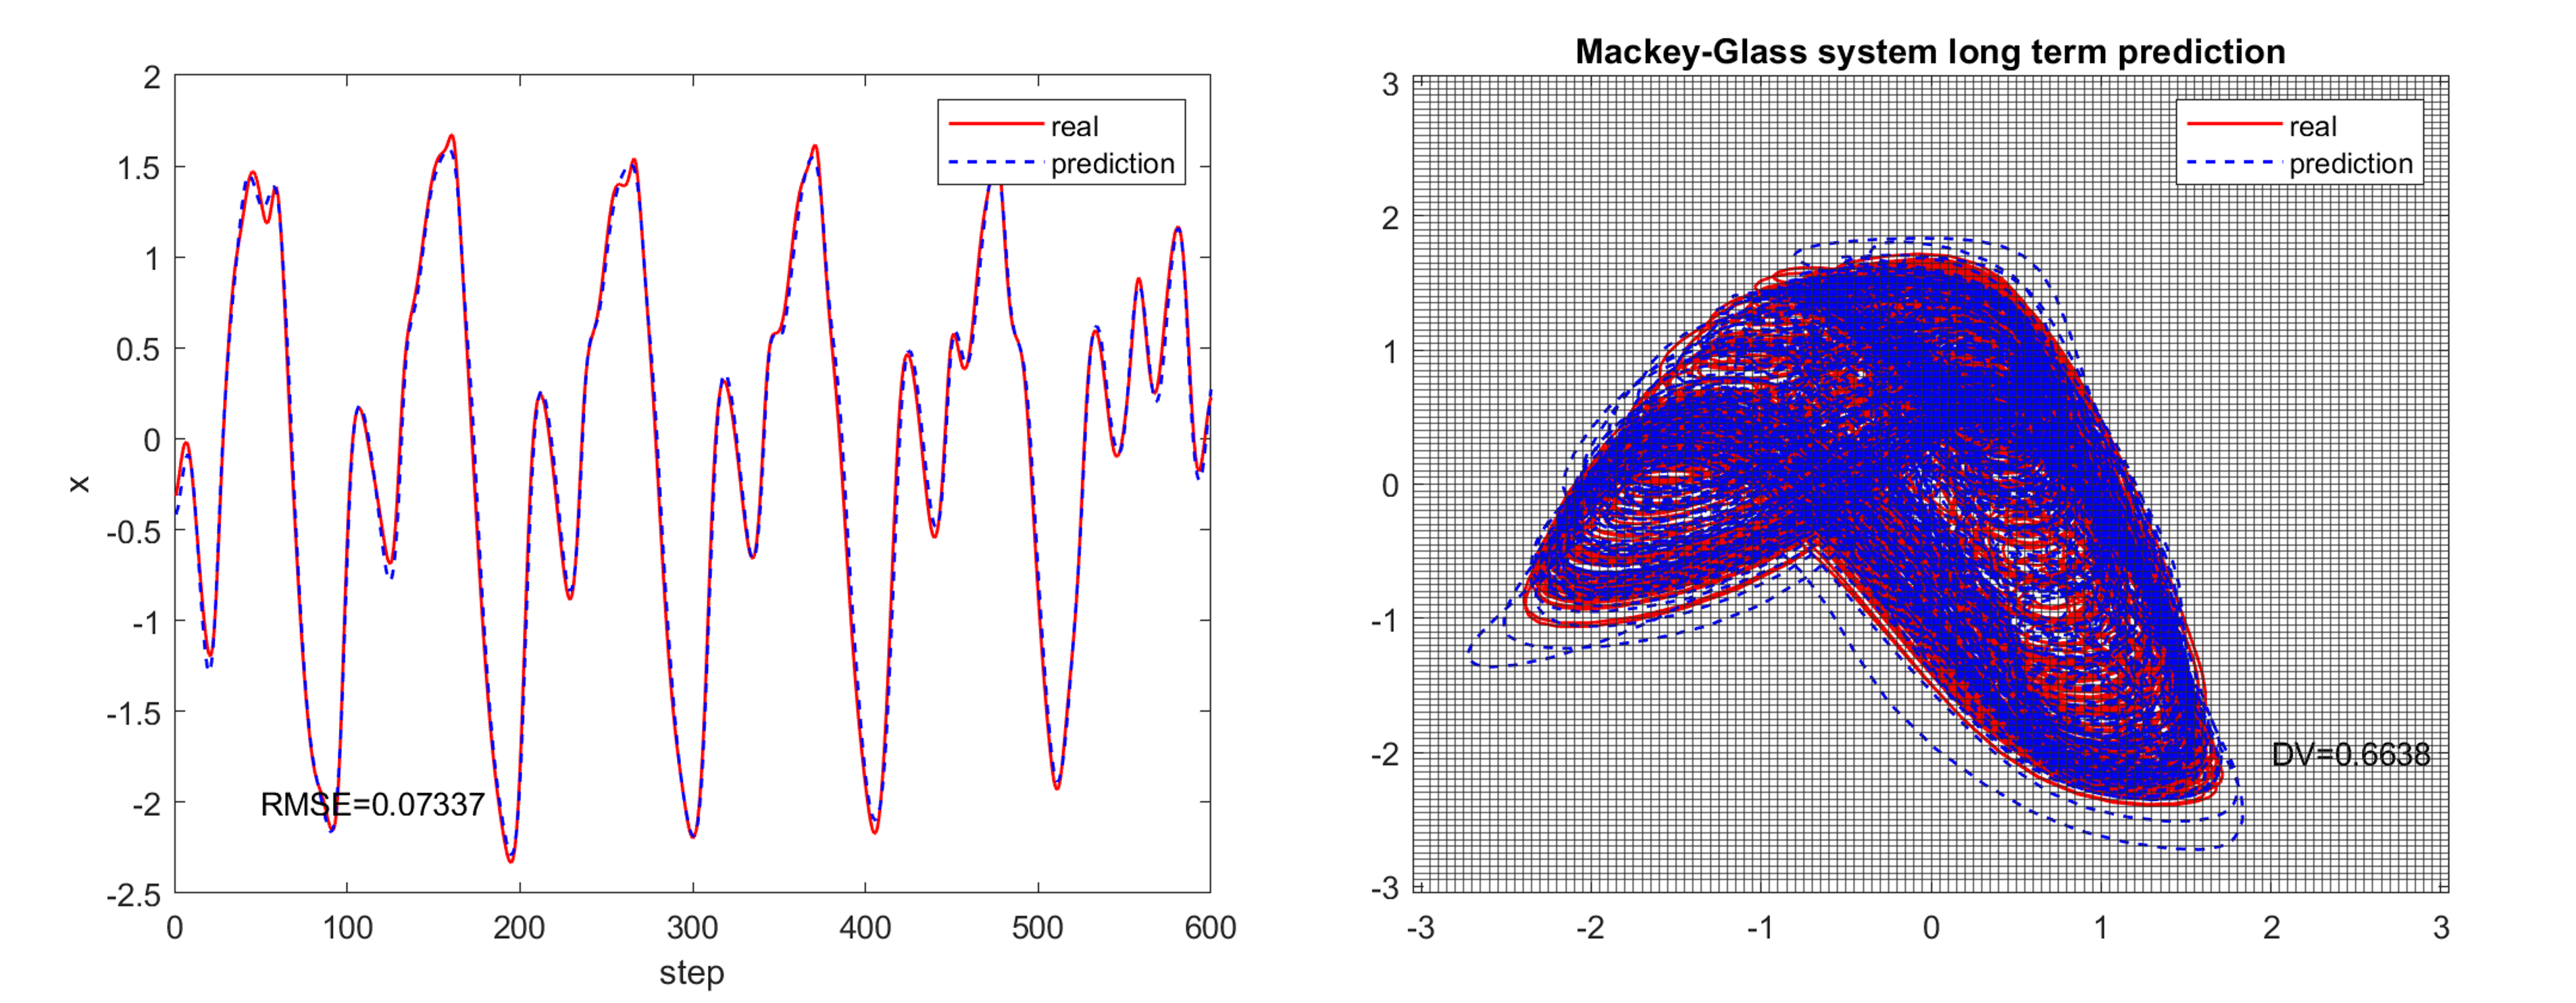 2
1.5
1
0.5
0
-0.5
-1
-1.5
-2
-2.5
x
0 100 200 300 400 500 600
step
real
prediction
RMSE=0.07337
Mackey-Glass system long term prediction
3
2
1
0
-1
-2
-3
-3 -2 -1 0 1 2 3
real
prediction
DV=0.6638